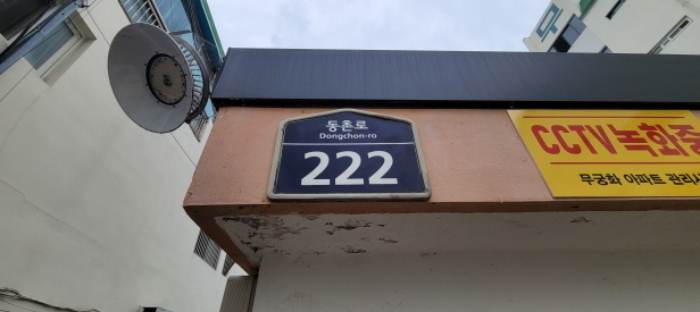 동촌로
Dongchon-ro
222
CCTV녹화중
무궁화 아파트 관리사